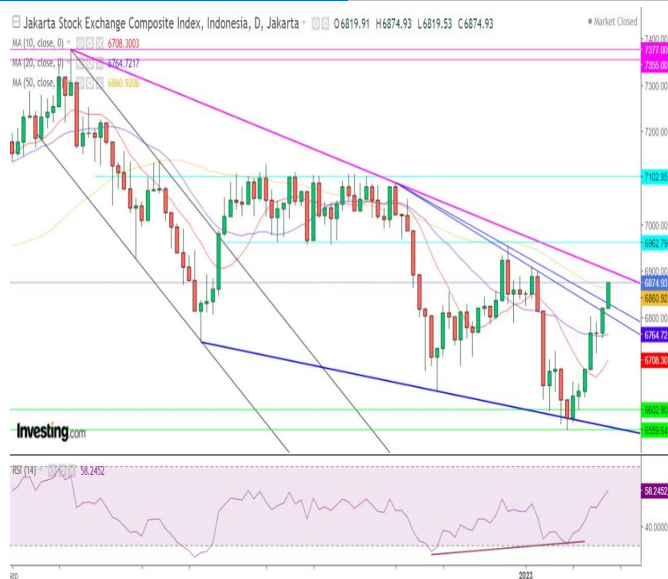 Jakarta Stock Exchange Composite Index, Indonesia, D, Jakarta O6819.91 H6874.93 L6819.53 C6874.93
Market Closed
MA (10, close, 0) 6708.3003
MA (20, close, 0) 6764.7217
MA (50, close, 0) 6860.9206
7400.00
7377.00
7355.00
7300.00
7200.00
7102.95
7000.00
6962.79
6900.00
6874.93
6860.92
6800.00
6764.72
6708.30
6602.90
6559.64
Investing.com
RSI (14) 58.2452
58.2452
40.0000
2023